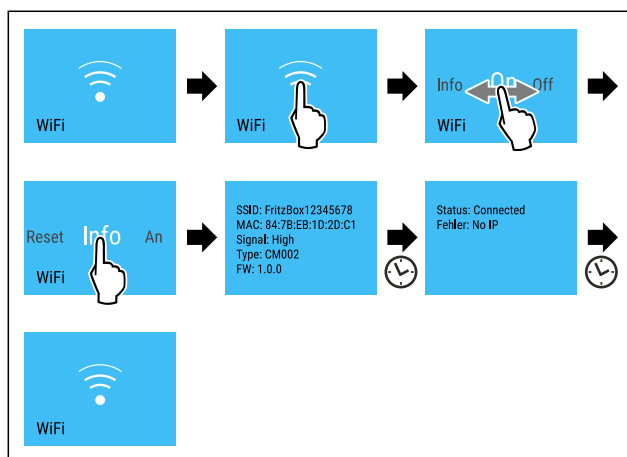 WiFi
WiFi
Info On Off
WiFi
Reset Info An
WiFi
SSID: FritzBox12345678
MAC: 84:7B:EB:1D:2D:C1
Signal: High
Type: CM002
FW: 1.0.0
Status: Connected
Fehler: No IP
WiFi